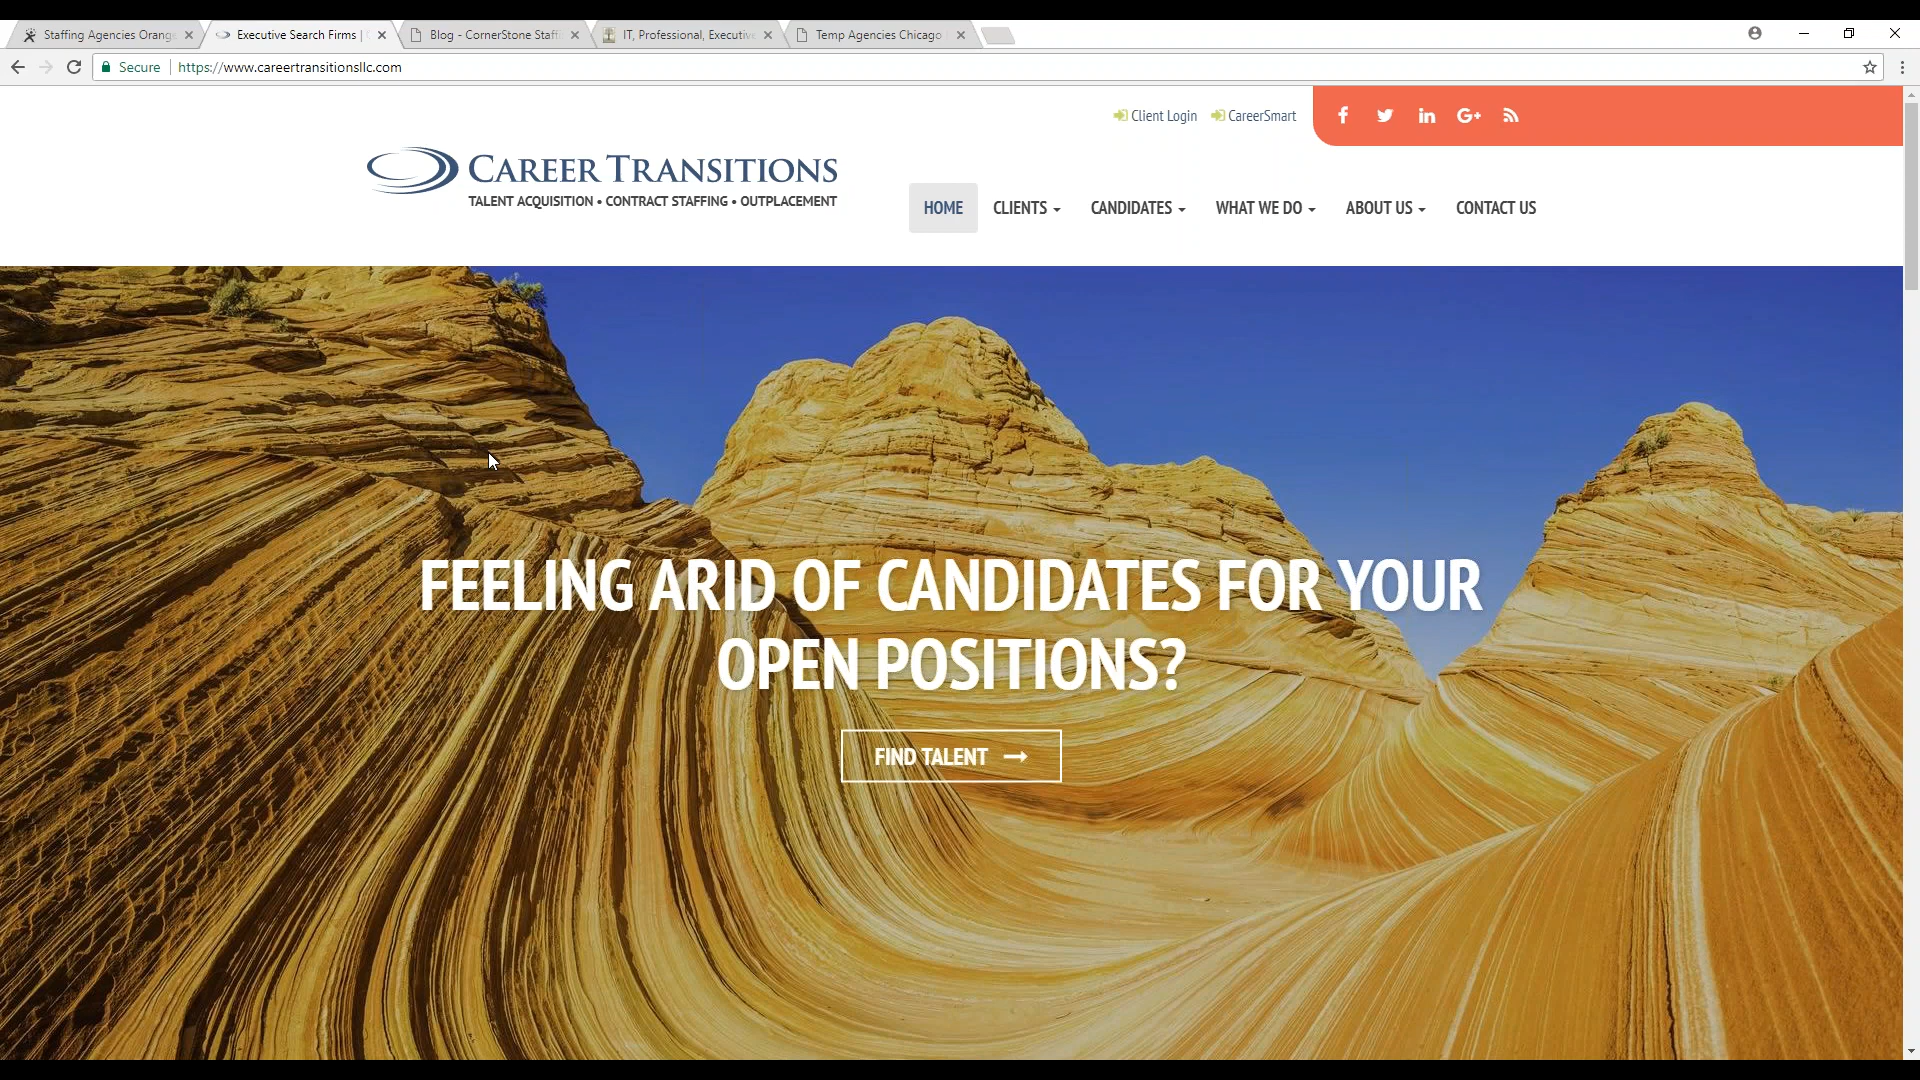 Staffing Agencies Orange
Executive Search Firms |
Blog - CornerStone Staffi
IT, Professional, Executive
Temp Agencies Chicago
Secure
https://www.careertransitionsllc.com
Client Login
CareerSmart
CAREER TRANSITIONS
TALENT ACQUISITION • CONTRACT STAFFING • OUTPLACEMENT
HOME
CLIENTS
CANDIDATES
WHAT WE DO
ABOUT US
CONTACT US
FEELING ARID OF CANDIDATES FOR YOUR
OPEN POSITIONS?
FIND TALENT